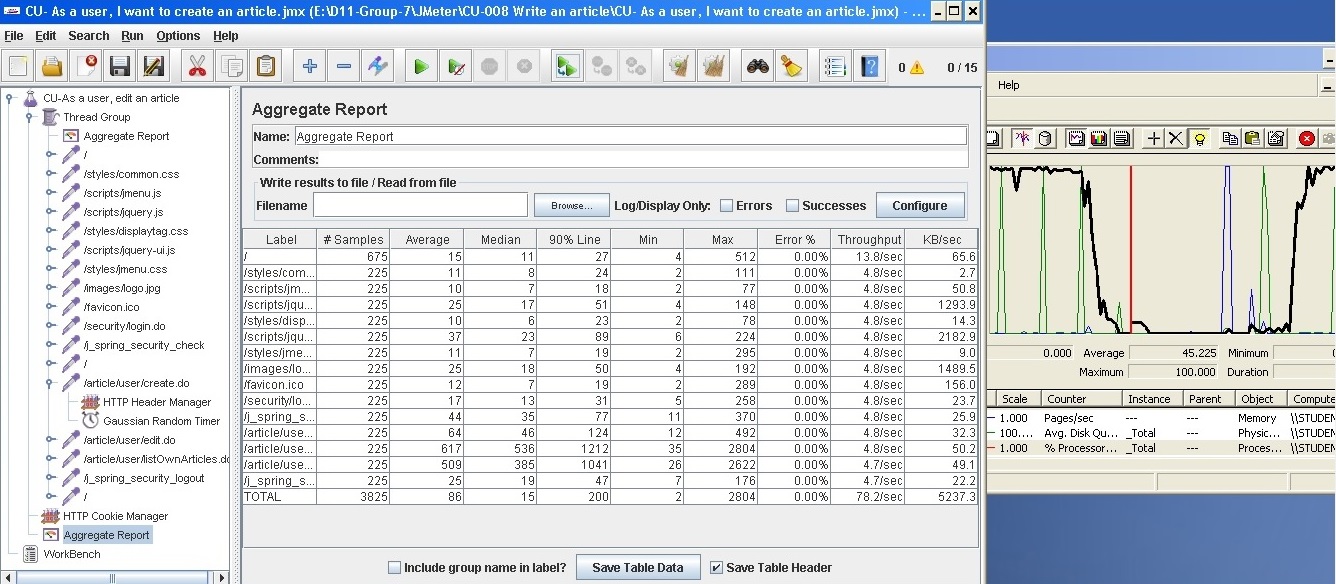 CU- As a user, I want to create an article.jmx (E:\D11-Group-7\JMeter\CU-008 Write an article\CU- As a user, I want to create an article.jmx) - ...
File Edit Search Run Options Help
0 0 / 15
CU-As a user, edit an article
Thread Group
Aggregate Report
/
/styles/common.css
/scripts/jmenu.js
/scripts/jquery.js
/styles/displaytag.css
/scripts/jquery-ui.js
/styles/jmenu.css
/images/logo.jpg
/favicon.ico
/security/login.do
/j_spring_security_check
/
/article/user/create.do
HTTP Header Manager
Gaussian Random Timer
/article/user/edit.do
/article/user/listOwnArticles.do
/j_spring_security_logout
/
HTTP Cookie Manager
Aggregate Report
WorkBench
Aggregate Report
Name: Aggregate Report
Comments:
Write results to file / Read from file
Filename Browse... Log/Display Only: Errors Successes Configure
Label # Samples Average Median 90% Line Min Max Error % Throughput KB/sec
/ 675 15 11 27 4 512 0.00% 13.8/sec 65.6
/styles/com... 225 11 8 24 2 111 0.00% 4.8/sec 2.7
/scripts/jm... 225 10 7 18 2 77 0.00% 4.8/sec 50.8
/scripts/jqu... 225 25 17 51 4 148 0.00% 4.8/sec 1293.9
/styles/disp... 225 10 6 23 2 78 0.00% 4.8/sec 14.3
/scripts/jqu... 225 37 23 89 6 224 0.00% 4.8/sec 2182.9
/styles/jme... 225 11 7 19 2 295 0.00% 4.8/sec 9.0
/images/lo... 225 25 18 50 4 192 0.00% 4.8/sec 1489.5
/favicon.ico 225 12 7 19 2 289 0.00% 4.8/sec 156.0
/security/lo... 225 17 13 31 5 258 0.00% 4.8/sec 23.7
/j_spring_s... 225 44 35 77 11 370 0.00% 4.8/sec 25.9
/article/use... 225 64 46 124 12 492 0.00% 4.8/sec 32.3
/article/use... 225 617 536 1212 35 2804 0.00% 4.8/sec 50.2
/article/use... 225 509 385 1041 26 2622 0.00% 4.7/sec 49.1
/j_spring_s... 225 25 19 47 7 176 0.00% 4.7/sec 22.2
TOTAL 3825 86 15 200 2 2804 0.00% 78.2/sec 5237.3
Include group name in label? Save Table Data Save Table Header
Help
0.000 Average 45.225 Minimum
Maximum 100.000 Duration
Scale Counter Instance Parent Object Compute
1.000 Pages/sec --- --- Memory \\STUDEN
100.... Avg. Disk Qu... _Total --- Physic... \\STUDEN
1.000 % Processor... _Total --- Proces... \\STUDEN